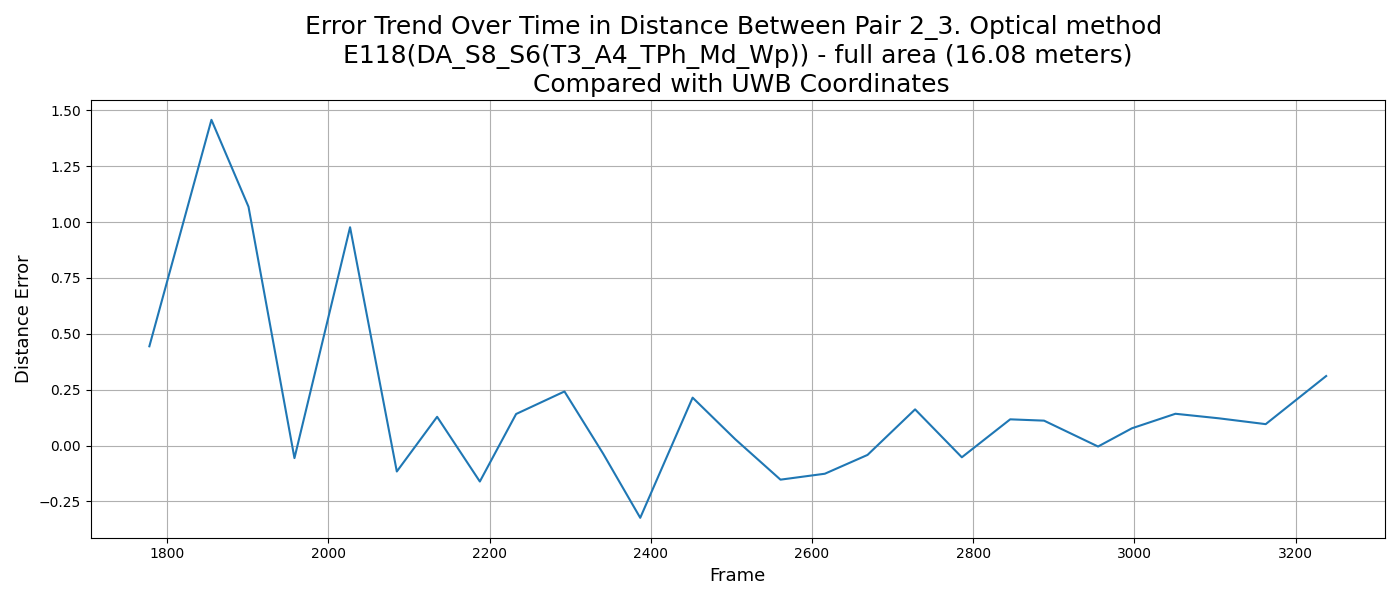 Error Trend Over Time in Distance Between Pair 2_3. Optical method
E118(DA_S8_S6(T3_A4_TPh_Md_Wp)) - full area (16.08 meters)
Compared with UWB Coordinates
Distance Error
1.50
1.25
1.00
0.75
0.50
0.25
0.00
−0.25
1800 2000 2200 2400 2600 2800 3000 3200
Frame